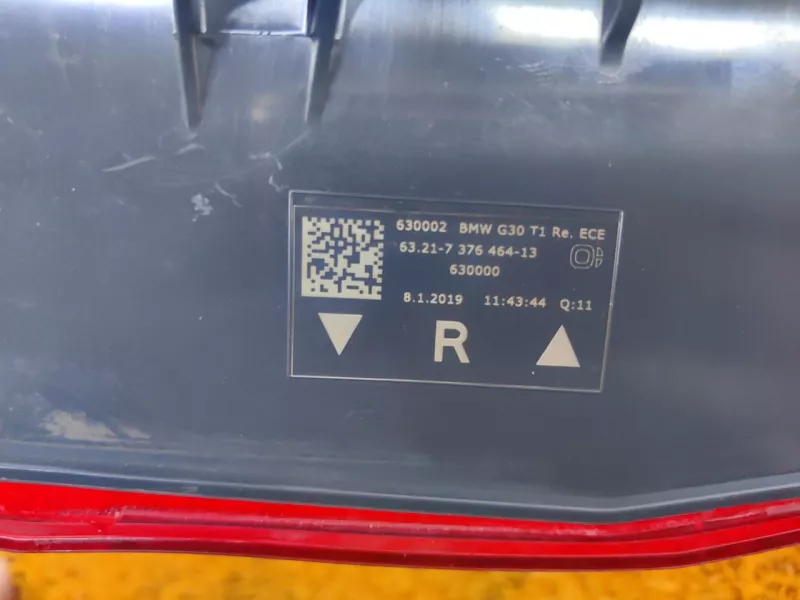 630002 BMW G30 T1 Re. ECE
63.21-7 376 464-13
630000
8.1.2019 11:43:44 Q:11
R